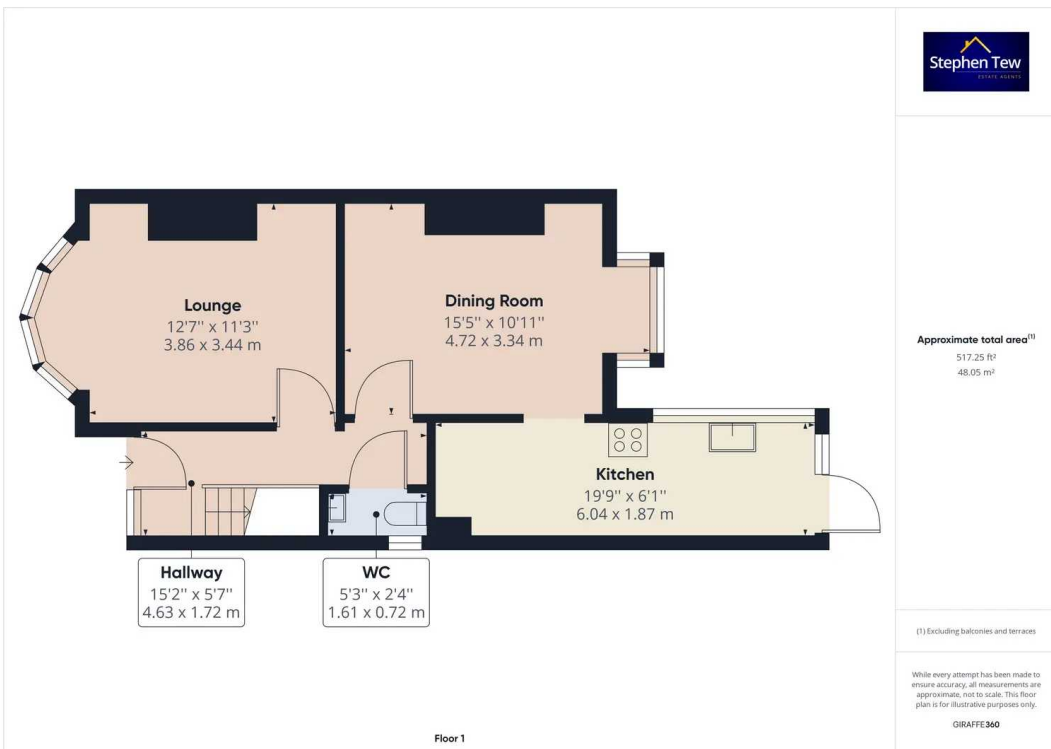 Stephen Tew
ESTATE AGENTS
Lounge
12'7'' x 11'3''
3.86 x 3.44 m
Dining Room
15'5'' x 10'11''
4.72 x 3.34 m
Kitchen
19'9'' x 6'1''
6.04 x 1.87 m
Hallway
15'2'' x 5'7''
4.63 x 1.72 m
WC
5'3'' x 2'4''
1.61 x 0.72 m
Floor 1
Approximate total area(1)
517.25 ft²
48.05 m²
(1) Excluding balconies and terraces
While every attempt has been made to
ensure accuracy, all measurements are
approximate, not to scale. This floor
plan is for illustrative purposes only.
GIRAFFE360